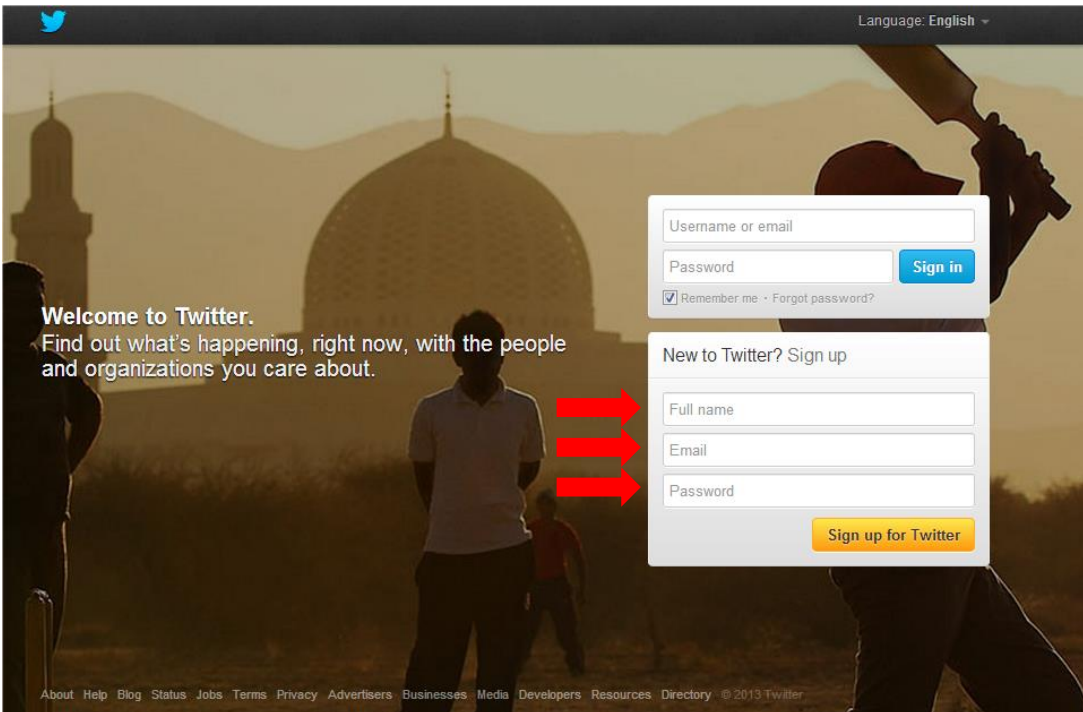 Language: English
Username or email
Password
Sign in
Remember me · Forgot password?
Welcome to Twitter.
Find out what's happening, right now, with the people
and organizations you care about.
New to Twitter? Sign up
Full name
Email
Password
Sign up for Twitter
About Help Blog Status Jobs Terms Privacy Advertisers Businesses Media Developers Resources Directory © 2013 Twitter